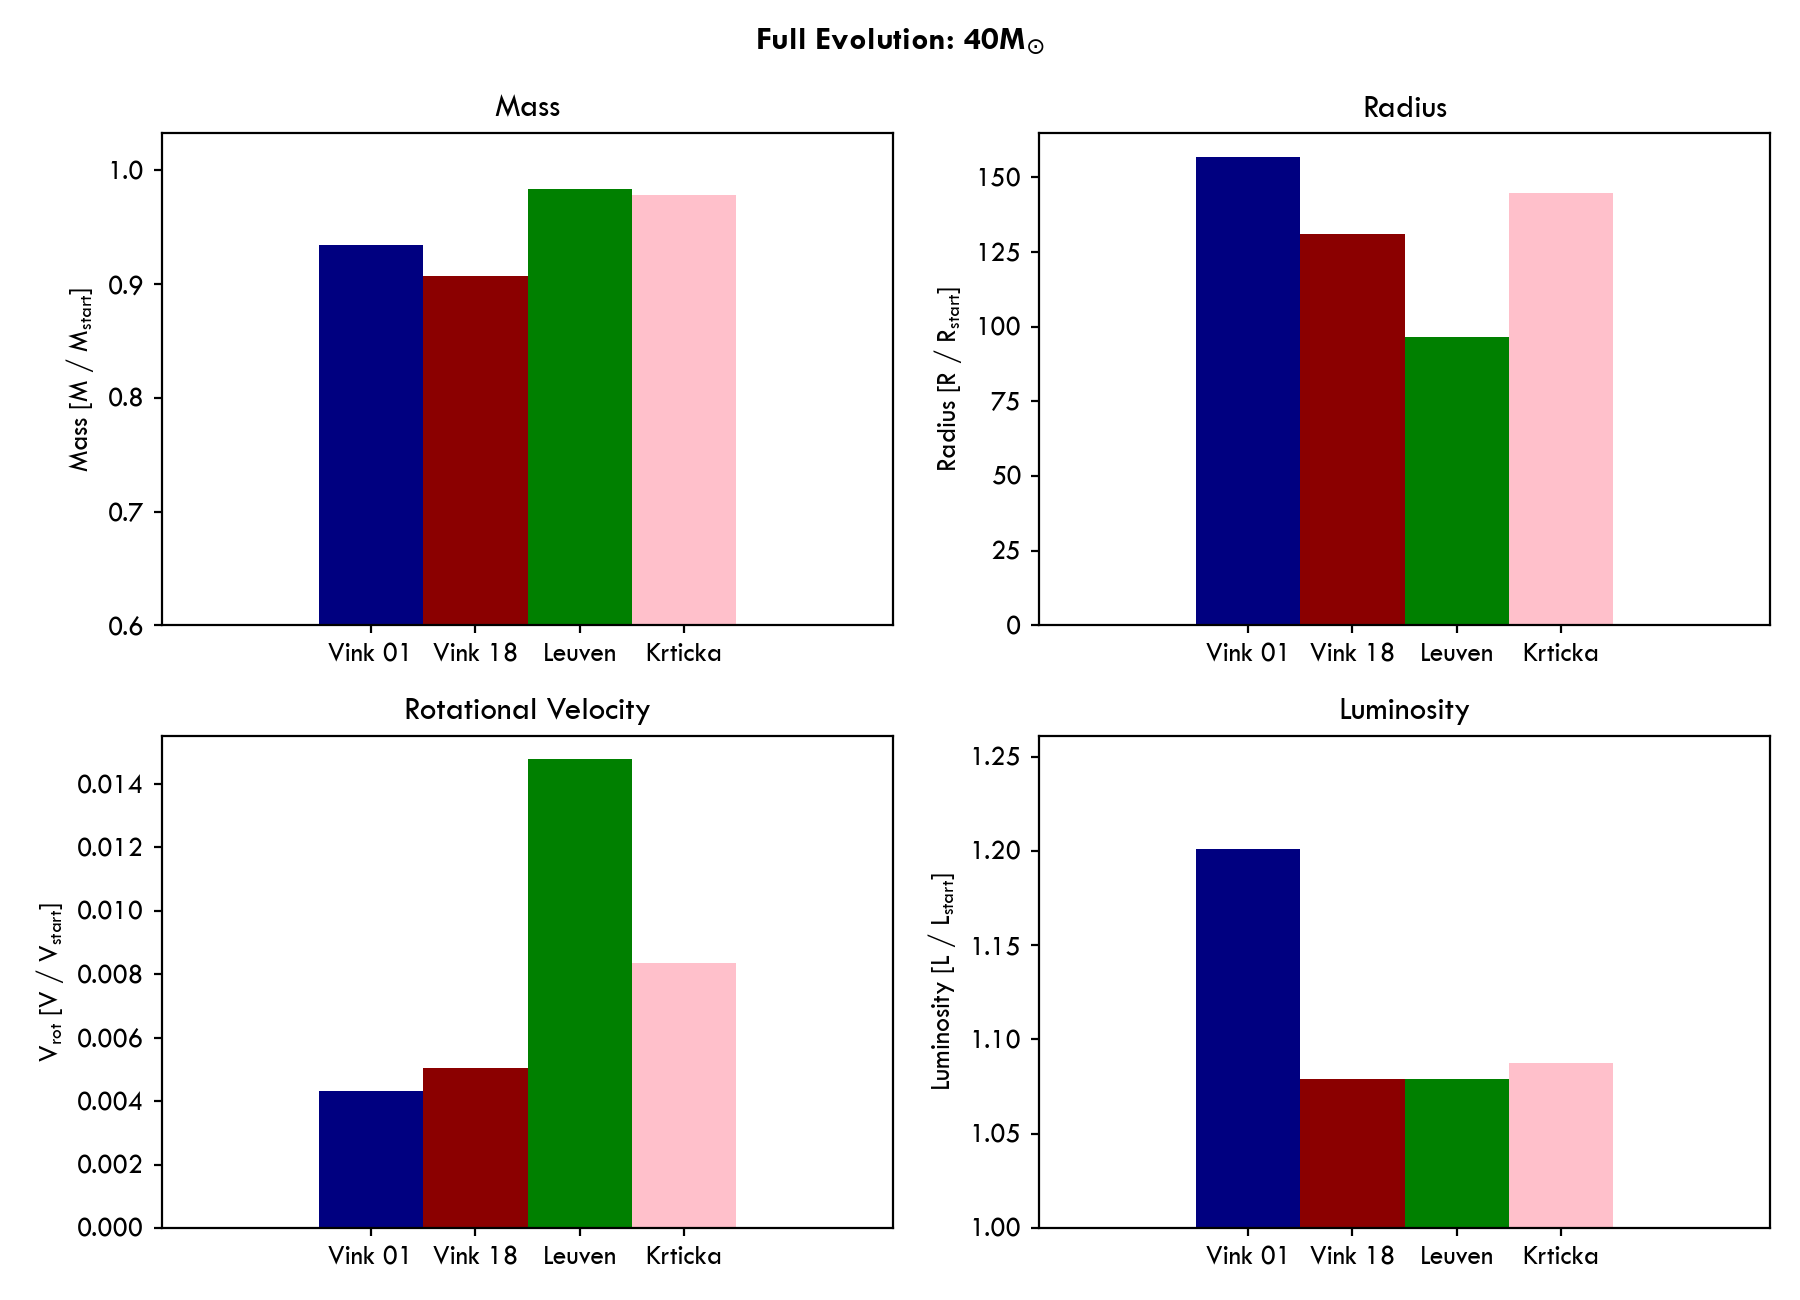 Full Evolution: 40M⊙
Mass
Mass [M / Mstart]
1.0
0.9
0.8
0.7
0.6
Vink 01 Vink 18 Leuven Krticka
Radius
Radius [R / Rstart]
150
125
100
75
50
25
0
Vink 01 Vink 18 Leuven Krticka
Rotational Velocity
Vrot [V / Vstart]
0.014
0.012
0.010
0.008
0.006
0.004
0.002
0.000
Vink 01 Vink 18 Leuven Krticka
Luminosity
Luminosity [L / Lstart]
1.25
1.20
1.15
1.10
1.05
1.00
Vink 01 Vink 18 Leuven Krticka